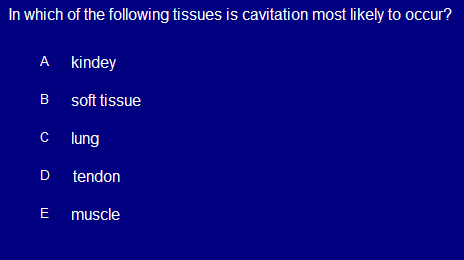 In which of the following tissues is cavitation most likely to occur?
A kindey
B soft tissue
C lung
D tendon
E muscle